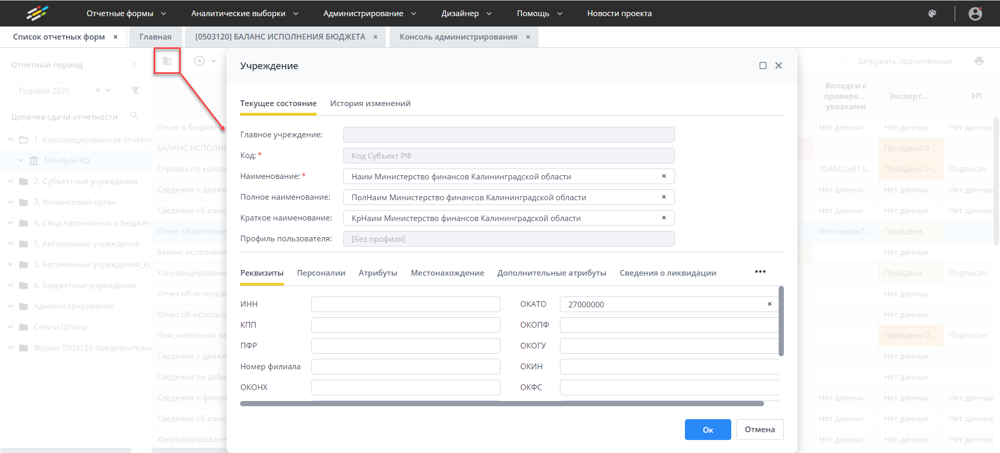 Отчетные формы Аналитические выборки Администрирование Дизайнер Помощь Новости проекта
Список отчетных форм × Главная [0503120] БАЛАНС ИСПОЛНЕНИЯ БЮДЖЕТА × Консоль администрирования ×
Отчетный период
Годовая 2020
Цепочка сдачи отчетности
1. Консолидированная отчетн
Минфин КО
2. Субъектные учреждения
3. Финансовый орган
4. Свод Автономных и Бюджет
5. Автономные учреждения
5. Автономные учреждения_Ко
6. Бюджетные учреждения
Администрирование
Сети и Штаты
Форма 0503125 предваритель
Отчет о бюджетн
БАЛАНС ИСПОЛНЕ
Справка по консол
Сведения о движе
Сведения об изме
Отчет об исполнен
Баланс исполнени
Консолидированн
Отчет об использо
Отчет об использо
Пояснительная за
Сведения о движе
Сведения по деби
Сведения о финан
Сведения об изме
Консолидированн
Учреждение
Текущее состояние История изменений
Главное учреждение:
Код: * Код Субъект РФ
Наименование: * Наим Министерство финансов Калининградской области ×
Полное наименование: ПолНаим Министерство финансов Калининградской области ×
Краткое наименование: КрНаим Министерство финансов Калининградской области ×
Профиль пользователя: [Без профиля]
Реквизиты Персоналии Атрибуты Местонахождение Дополнительные атрибуты Сведения о ликвидации •••
ИНН ОКАТО 27000000 ×
КПП ОКОПФ
ПФР ОКОГУ
Номер филиала ОКИН
ОКОНХ ОКФС
Ок Отмена
Загружать подчиненные
Вкладки с
провере...
увязками
Эксперт...
ЭП
Нет данных Нет данных Нет данных
Пройдено 0 ...
30404,Суб13... Пройдено 0 ... Подписан
Нет данных Нет данных Нет данных
Нет данных Нет данных Нет данных
Источники7... Пройдена
Нет данных
Пройдена Подписан
Нет данных
Нет данных
Пройдено 0 ... Подписан
Нет данных
Нет данных
Нет данных Нет данных Нет данных
Нет данных Нет данных Нет данных
Нет данных Нет данных Нет данных